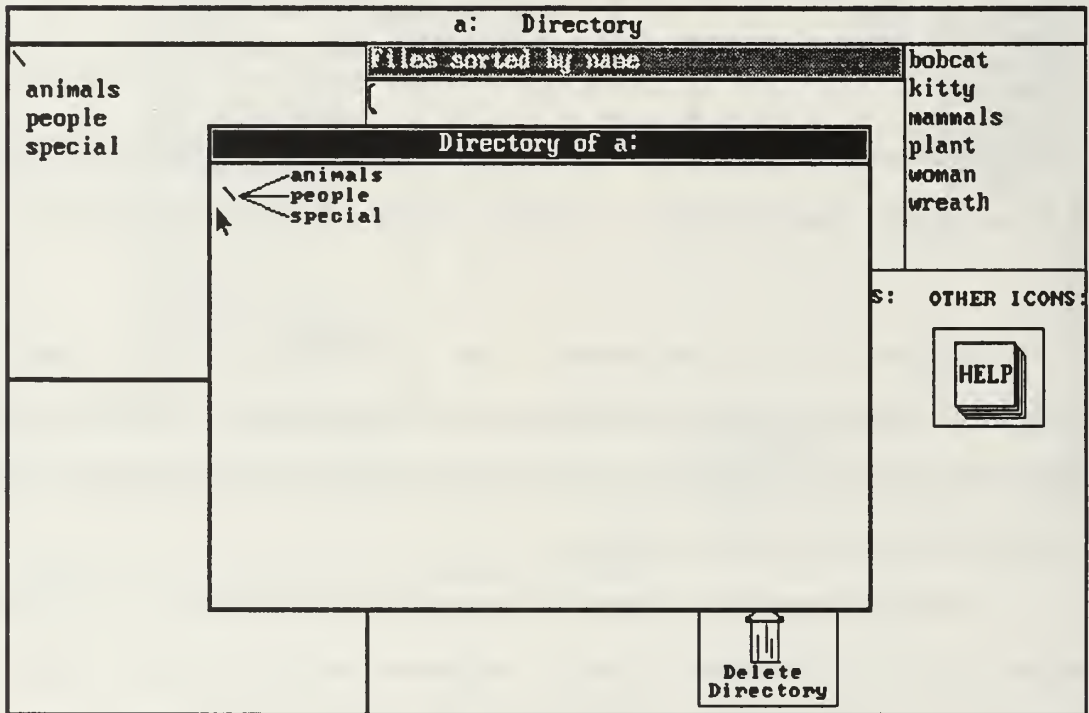 a:   Directory
\
animals
people
special
Files sorted by name
bobcat
kitty
mammals
plant
woman
wreath
Directory of a:
\
animals
people
special
S:
OTHER ICONS:
HELP
Delete
Directory